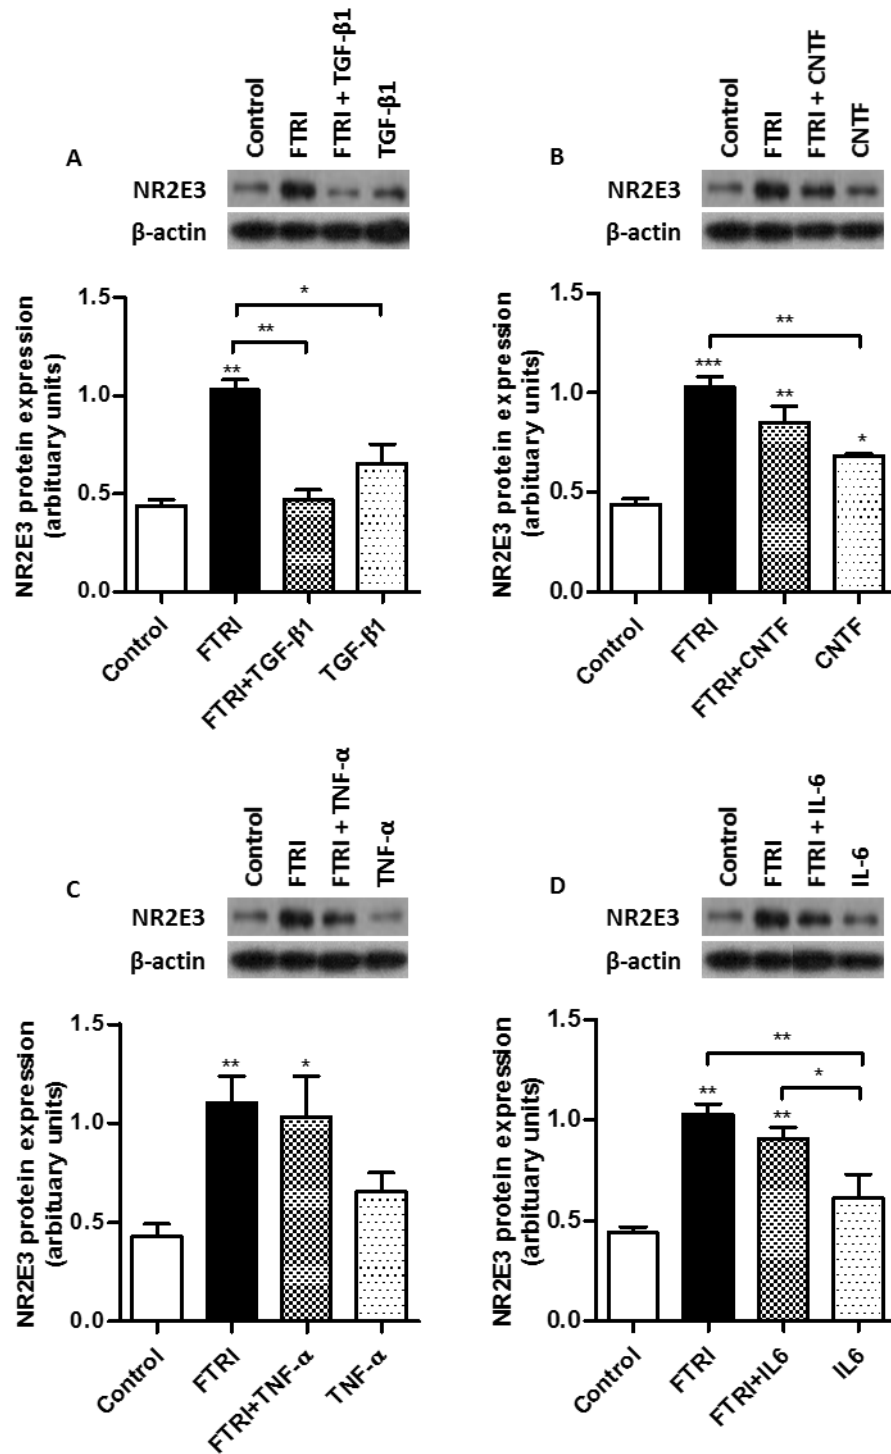 A
Control
FTRI
FTRI + TGF-β1
TGF-β1
NR2E3
β-actin
NR2E3 protein expression
(arbituary units)
1.5
1.0
0.5
0.0
*
**
**
Control
FTRI
FTRI+TGF-β1
TGF-β1
B
Control
FTRI
FTRI + CNTF
CNTF
NR2E3
β-actin
NR2E3 protein expression
(arbituary units)
1.5
1.0
0.5
0.0
**
***
**
*
Control
FTRI
FTRI+CNTF
CNTF
C
Control
FTRI
FTRI + TNF-α
TNF-α
NR2E3
β-actin
NR2E3 protein expression
(arbituary units)
1.5
1.0
0.5
0.0
**
*
Control
FTRI
FTRI+TNF-α
TNF-α
D
Control
FTRI
FTRI + IL-6
IL-6
NR2E3
β-actin
NR2E3 protein expression
(arbituary units)
1.5
1.0
0.5
0.0
**
*
**
**
Control
FTRI
FTRI+IL6
IL6